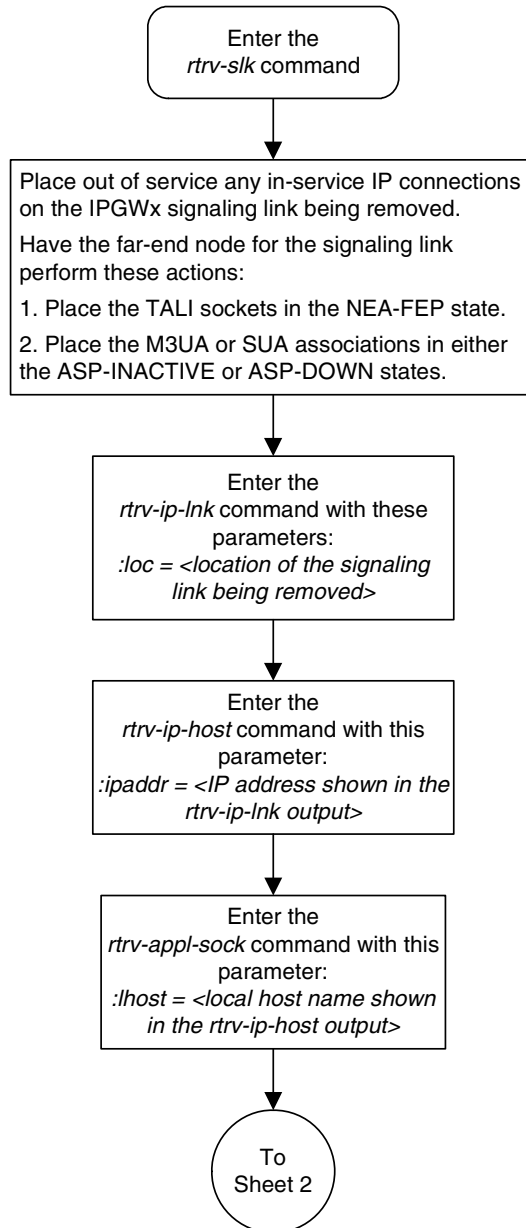 Enter the
rtrv-slk command
Place out of service any in-service IP connections
on the IPGWx signaling link being removed.
Have the far-end node for the signaling link
perform these actions:
1. Place the TALI sockets in the NEA-FEP state.
2. Place the M3UA or SUA associations in either
the ASP-INACTIVE or ASP-DOWN states.
Enter the
rtrv-ip-lnk command with these
parameters:
:loc = <location of the signaling
link being removed>
Enter the
rtrv-ip-host command with this
parameter:
:ipaddr = <IP address shown in the
rtrv-ip-lnk output>
Enter the
rtrv-appl-sock command with this
parameter:
:lhost = <local host name shown
in the rtrv-ip-host output>
To
Sheet 2